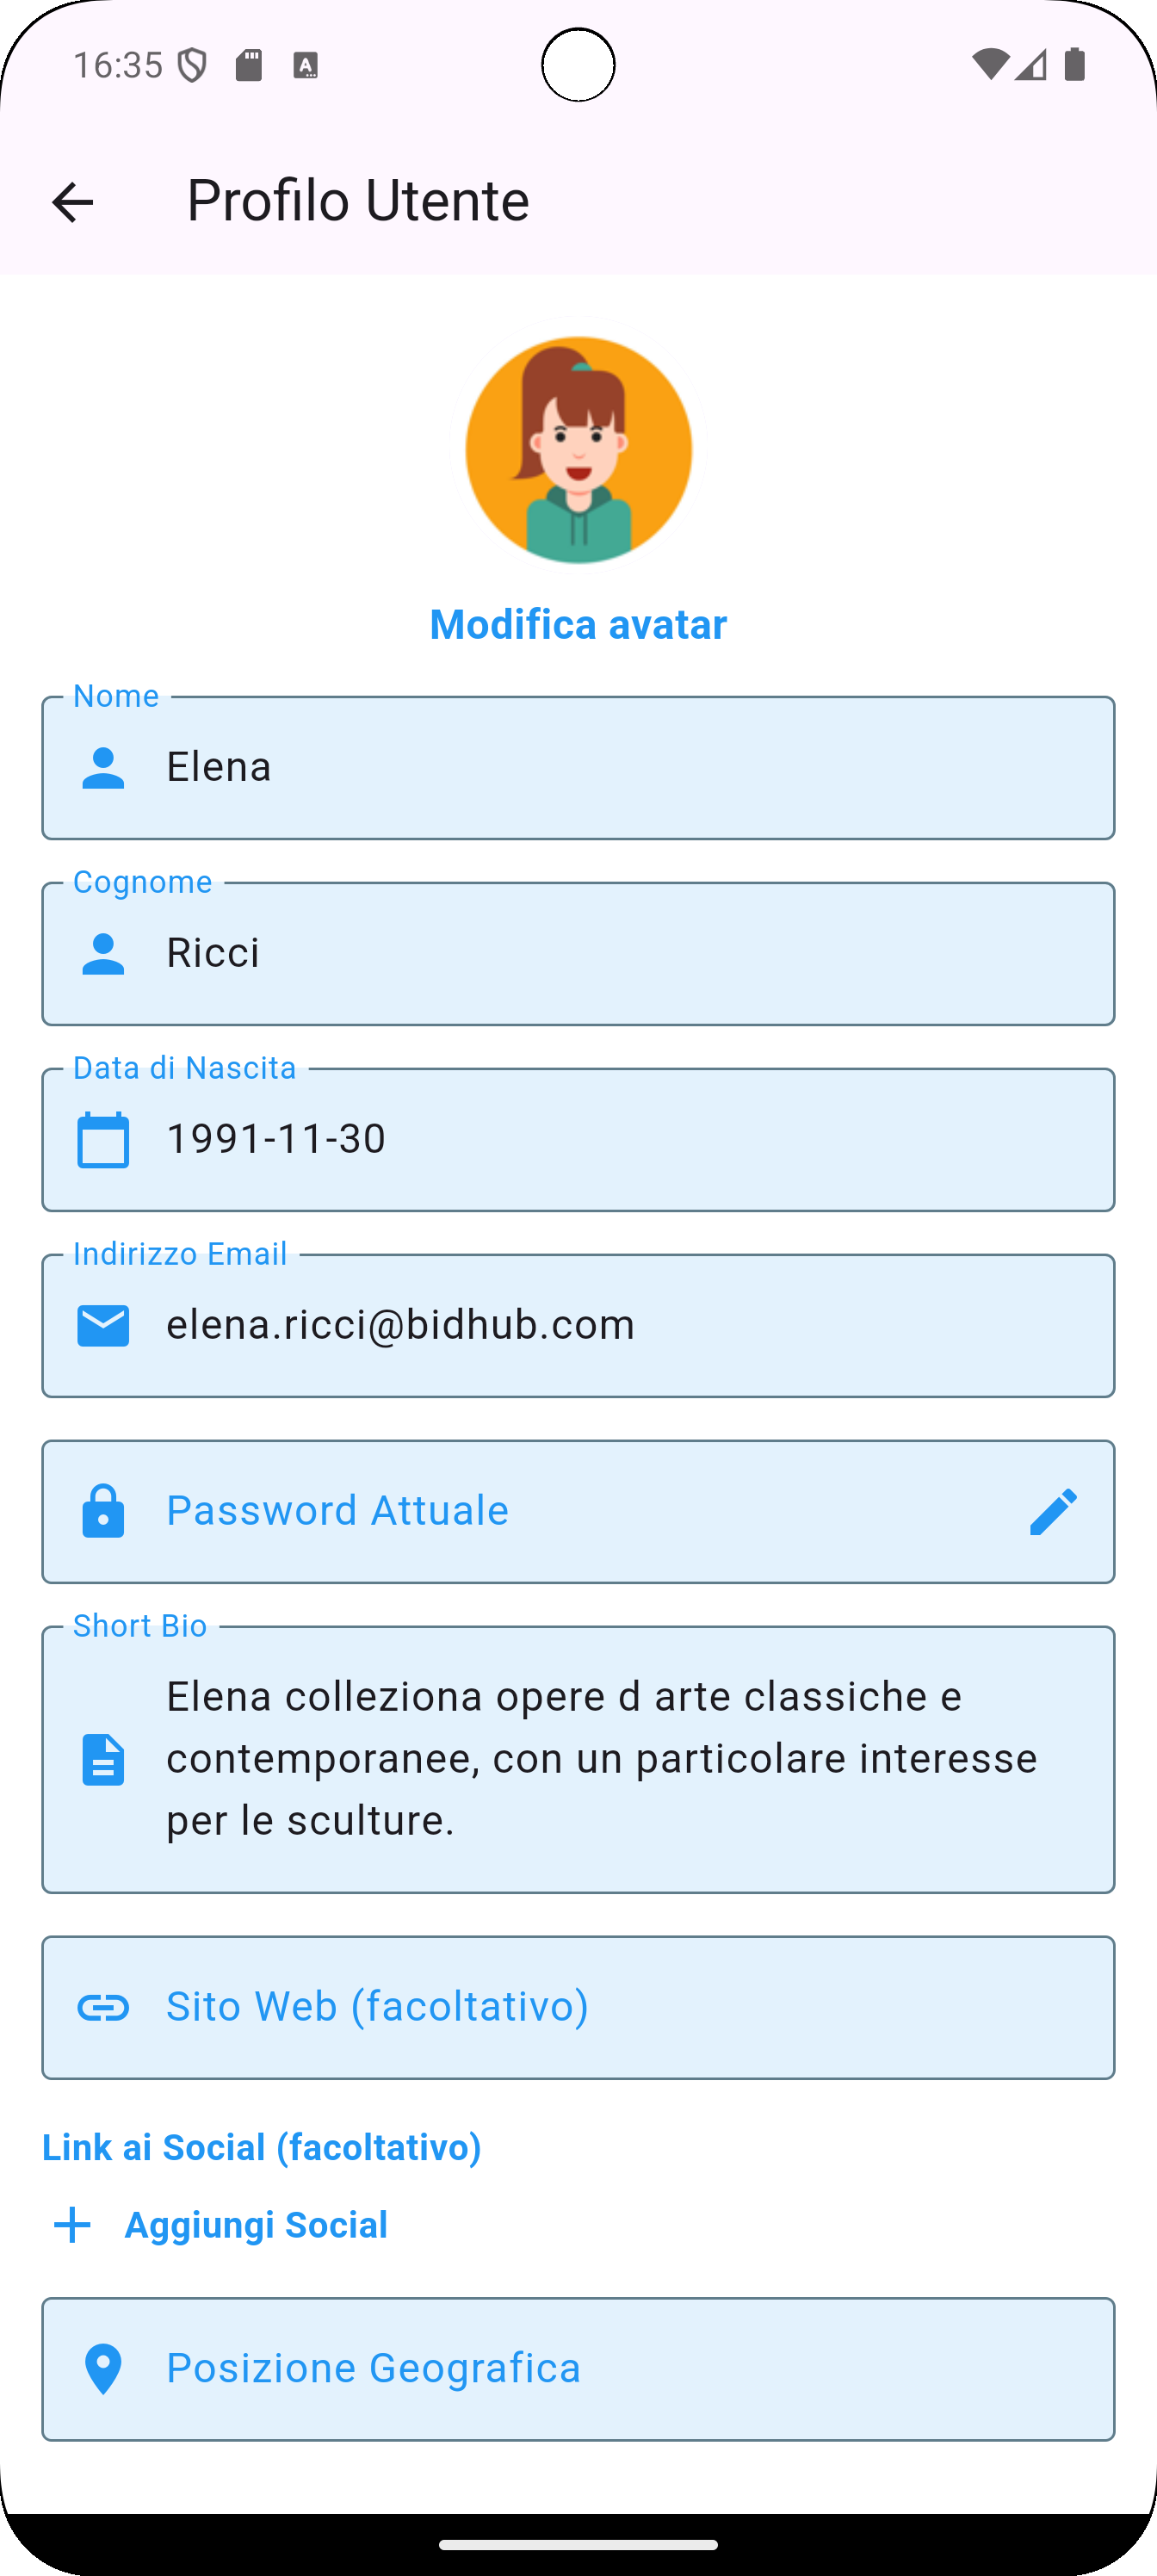 16:35
Profilo Utente
Modifica avatar
Nome
Elena
Cognome
Ricci
Data di Nascita
1991-11-30
Indirizzo Email
elena.ricci@bidhub.com
Password Attuale
Short Bio
Elena colleziona opere d arte classiche e
contemporanee, con un particolare interesse
per le sculture.
Sito Web (facoltativo)
Link ai Social (facoltativo)
Aggiungi Social
Posizione Geografica